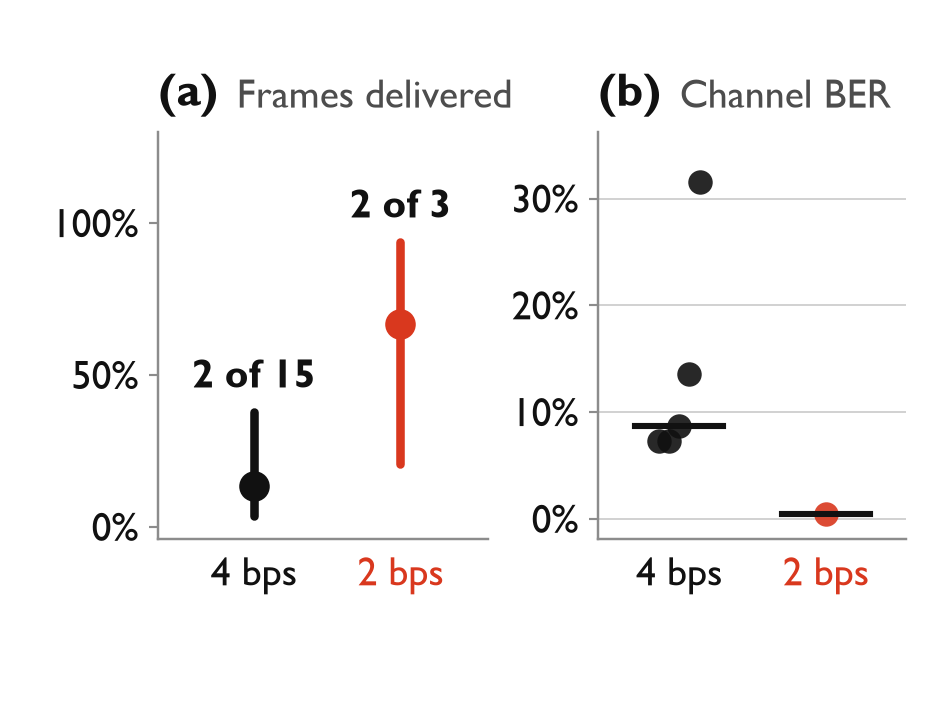 (a) Frames delivered
2 of 3
100%
2 of 15
50%
0%
4 bps
2 bps
(b) Channel BER
30%
20%
10%
0%
4 bps
2 bps